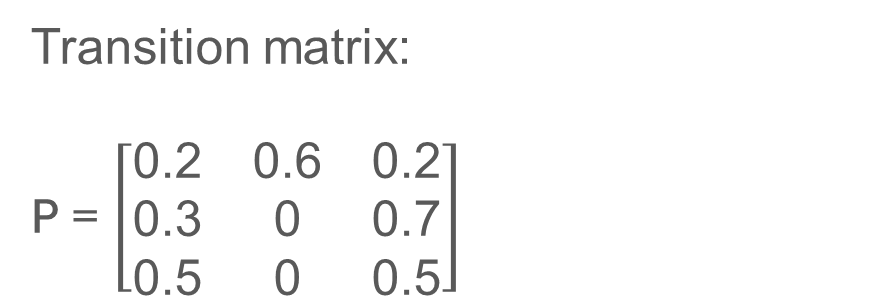 Transition matrix:
P = [0.2 0.6 0.2
0.3 0 0.7
0.5 0 0.5]